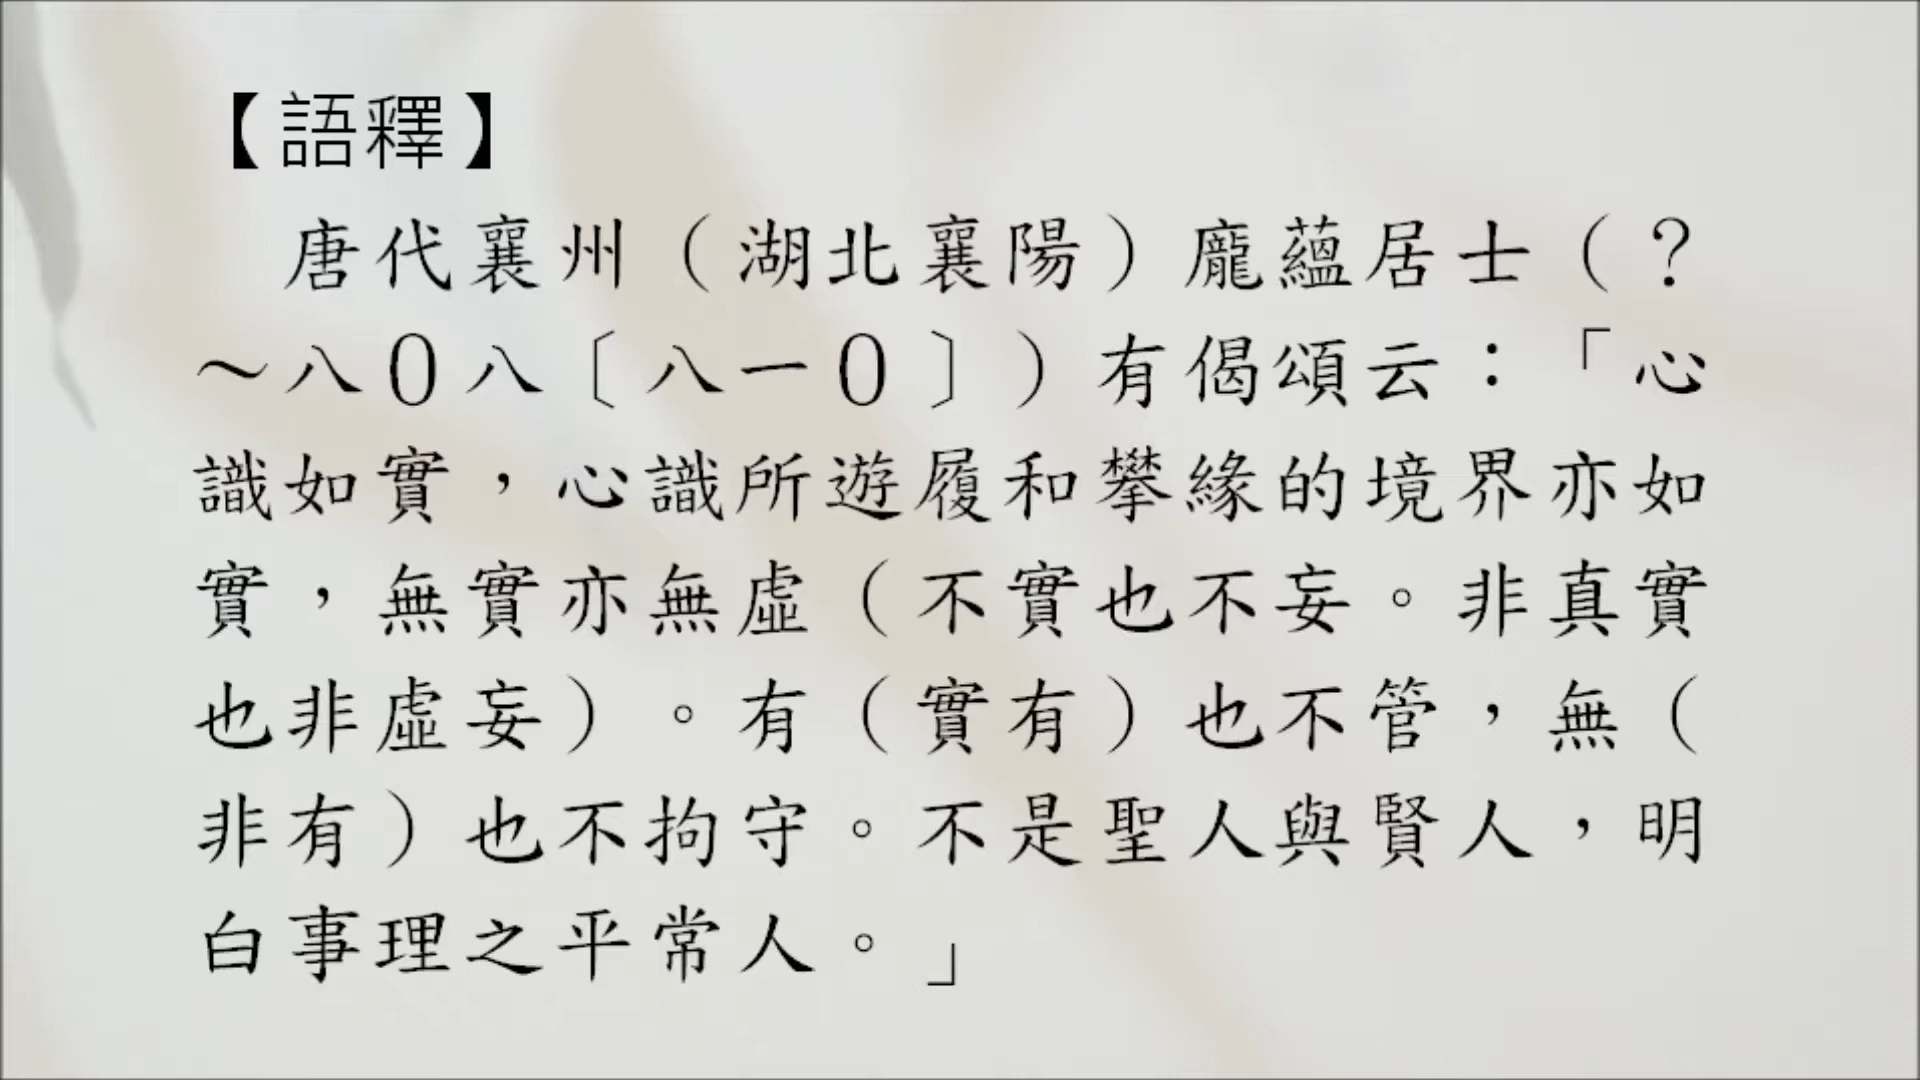 【語釋】
唐代襄州（湖北襄陽）龐蘊居士（？
～八０八〔八一０〕）有偈頌云：「心
識如實，心識所遊履和攀緣的境界亦如
實，無實亦無虛（不實也不妄。非真實
也非虛妄）。有（實有）也不管，無（
非有）也不拘守。不是聖人與賢人，明
白事理之平常人。」